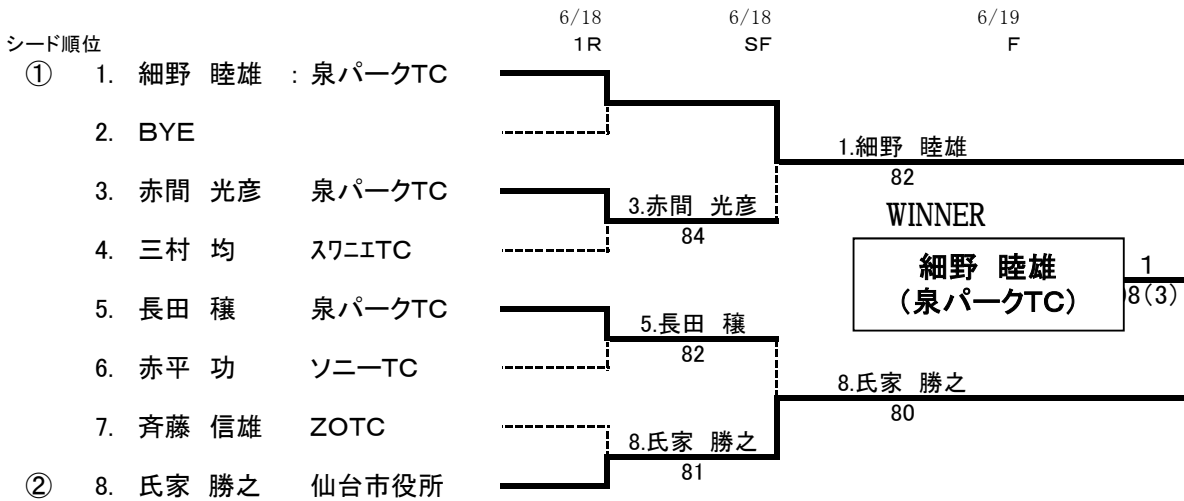 6/18 6/18 6/19
シード順位 1R SF F
① 1. 細野 睦雄 : 泉パークTC
2. BYE
1.細野 睦雄
82
3. 赤間 光彦 泉パークTC
3.赤間 光彦
84
WINNER
4. 三村 均 スワニエTC
細野 睦雄
(泉パークTC)
1
8(3)
5. 長田 穣 泉パークTC
5.長田 穣
82
6. 赤平 功 ソニーTC
8.氏家 勝之
80
7. 斉藤 信雄 ZOTC
8.氏家 勝之
81
② 8. 氏家 勝之 仙台市役所